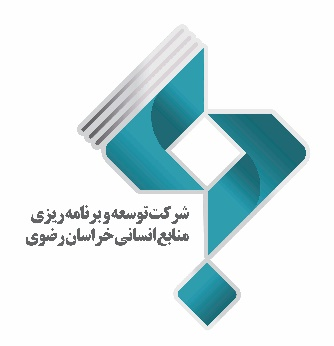 شرکت توسعه و برنامه ریزی
منابع انسانی خراسان رضوی